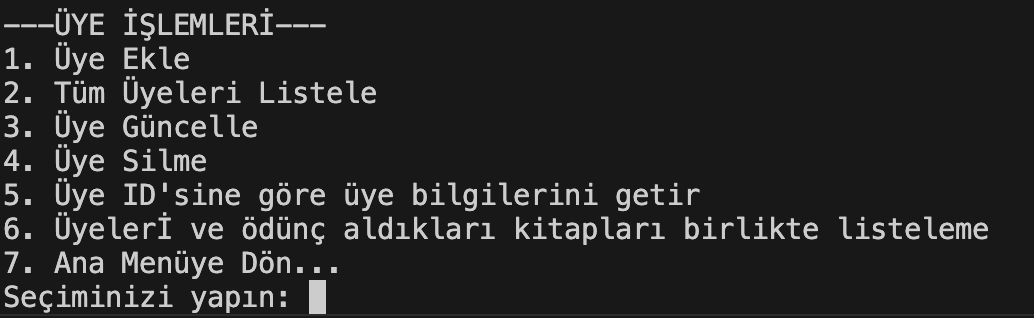 ---ÜYE İŞLEMLERİ---
1. Üye Ekle
2. Tüm Üyeleri Listele
3. Üye Güncelle
4. Üye Silme
5. Üye ID'sine göre üye bilgilerini getir
6. Üyelerİ ve ödünç aldıkları kitapları birlikte listeleme
7. Ana Menüye Dön...
Seçiminizi yapın: